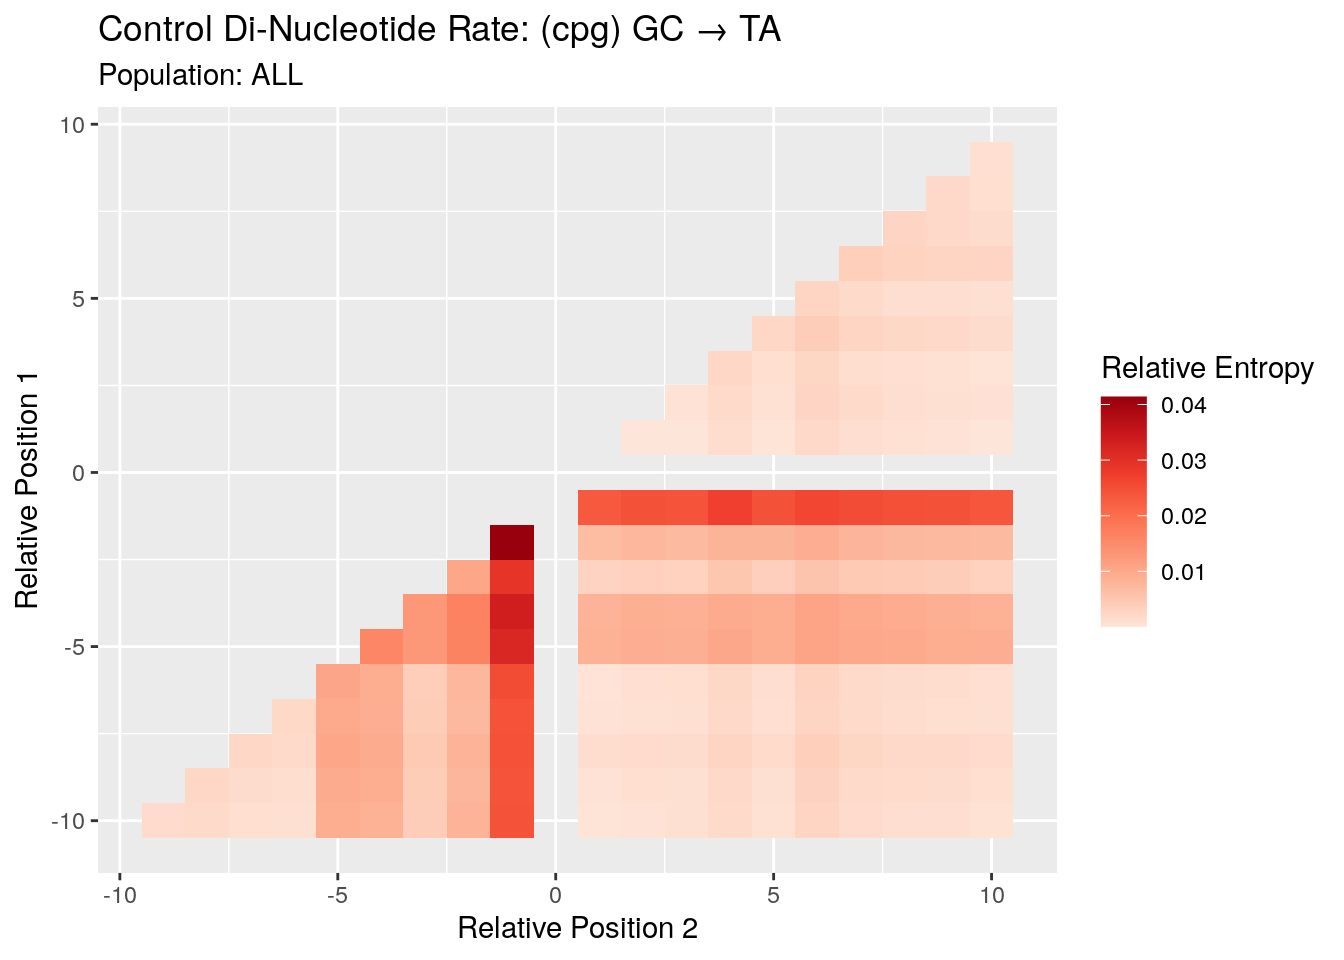 Control Di-Nucleotide Rate: (cpg) GC → TA
Population: ALL
Relative Position 1
10
5
0
-5
-10
-10
-5
0
5
10
Relative Position 2
Relative Entropy
0.04
0.03
0.02
0.01